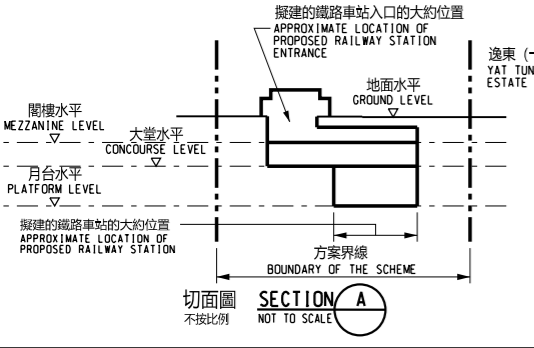 擬建的鐵路車站入口的大約位置
APPROXIMATE LOCATION OF
PROPOSED RAILWAY STATION
ENTRANCE
逸東
YAT TUN
ESTATE
地面水平
GROUND LEVEL
閣樓水平
MEZZANINE LEVEL
大堂水平
CONCOURSE LEVEL
月台水平
PLATFORM LEVEL
擬建的鐵路車站的大約位置
APPROXIMATE LOCATION OF
PROPOSED RAILWAY STATION
方案界線
BOUNDARY OF THE SCHEME
切面圖 SECTION A
不按比例 NOT TO SCALE